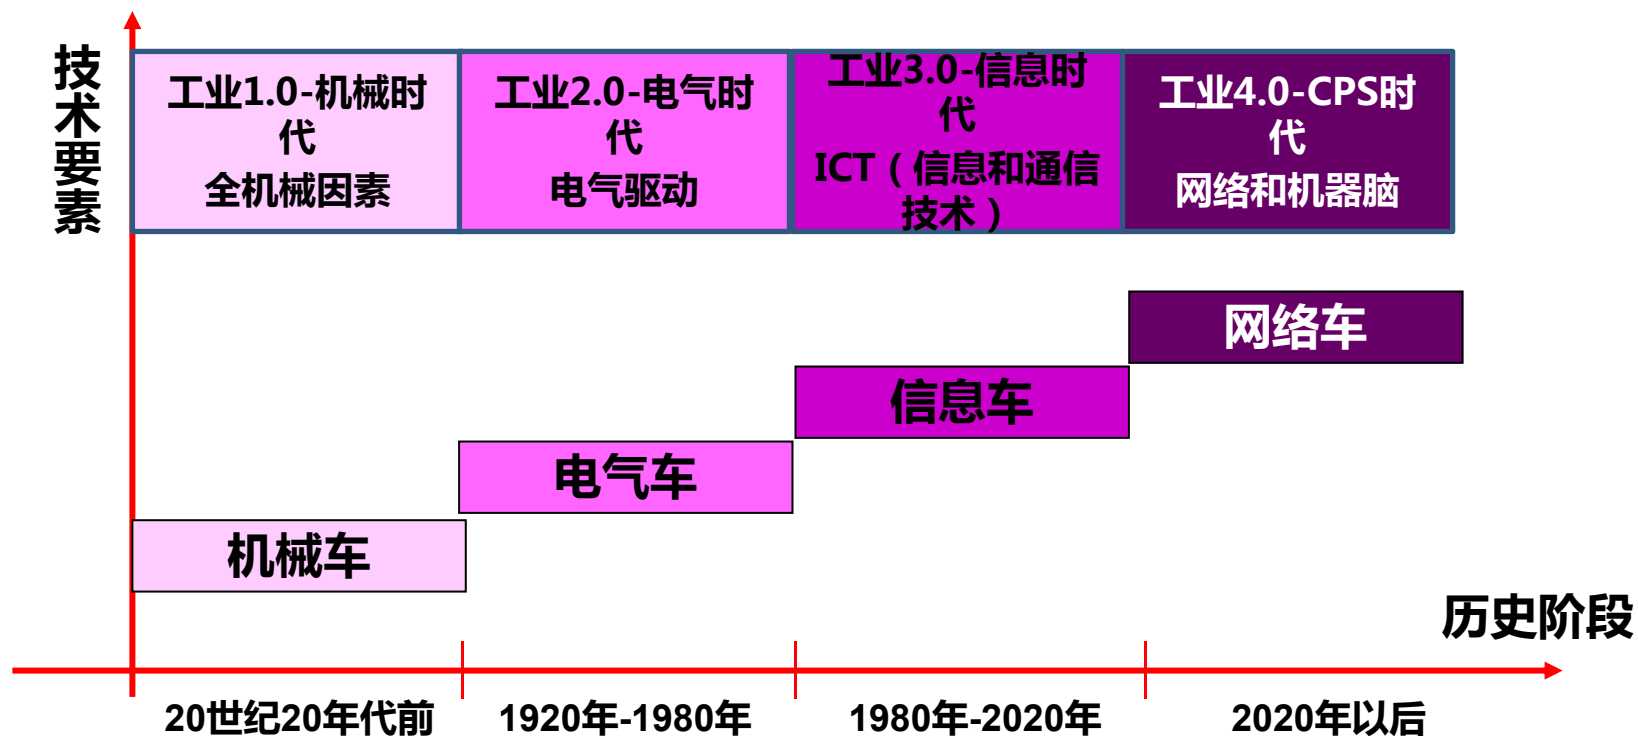 技术要素
工业1.0-机械时
代
全机械因素
工业2.0-电气时
代
电气驱动
工业3.0-信息时
代
ICT（信息和通信
技术）
工业4.0-CPS时
代
网络和机器脑
网络车
信息车
电气车
机械车
历史阶段
20世纪20年代前
1920年-1980年
1980年-2020年
2020年以后